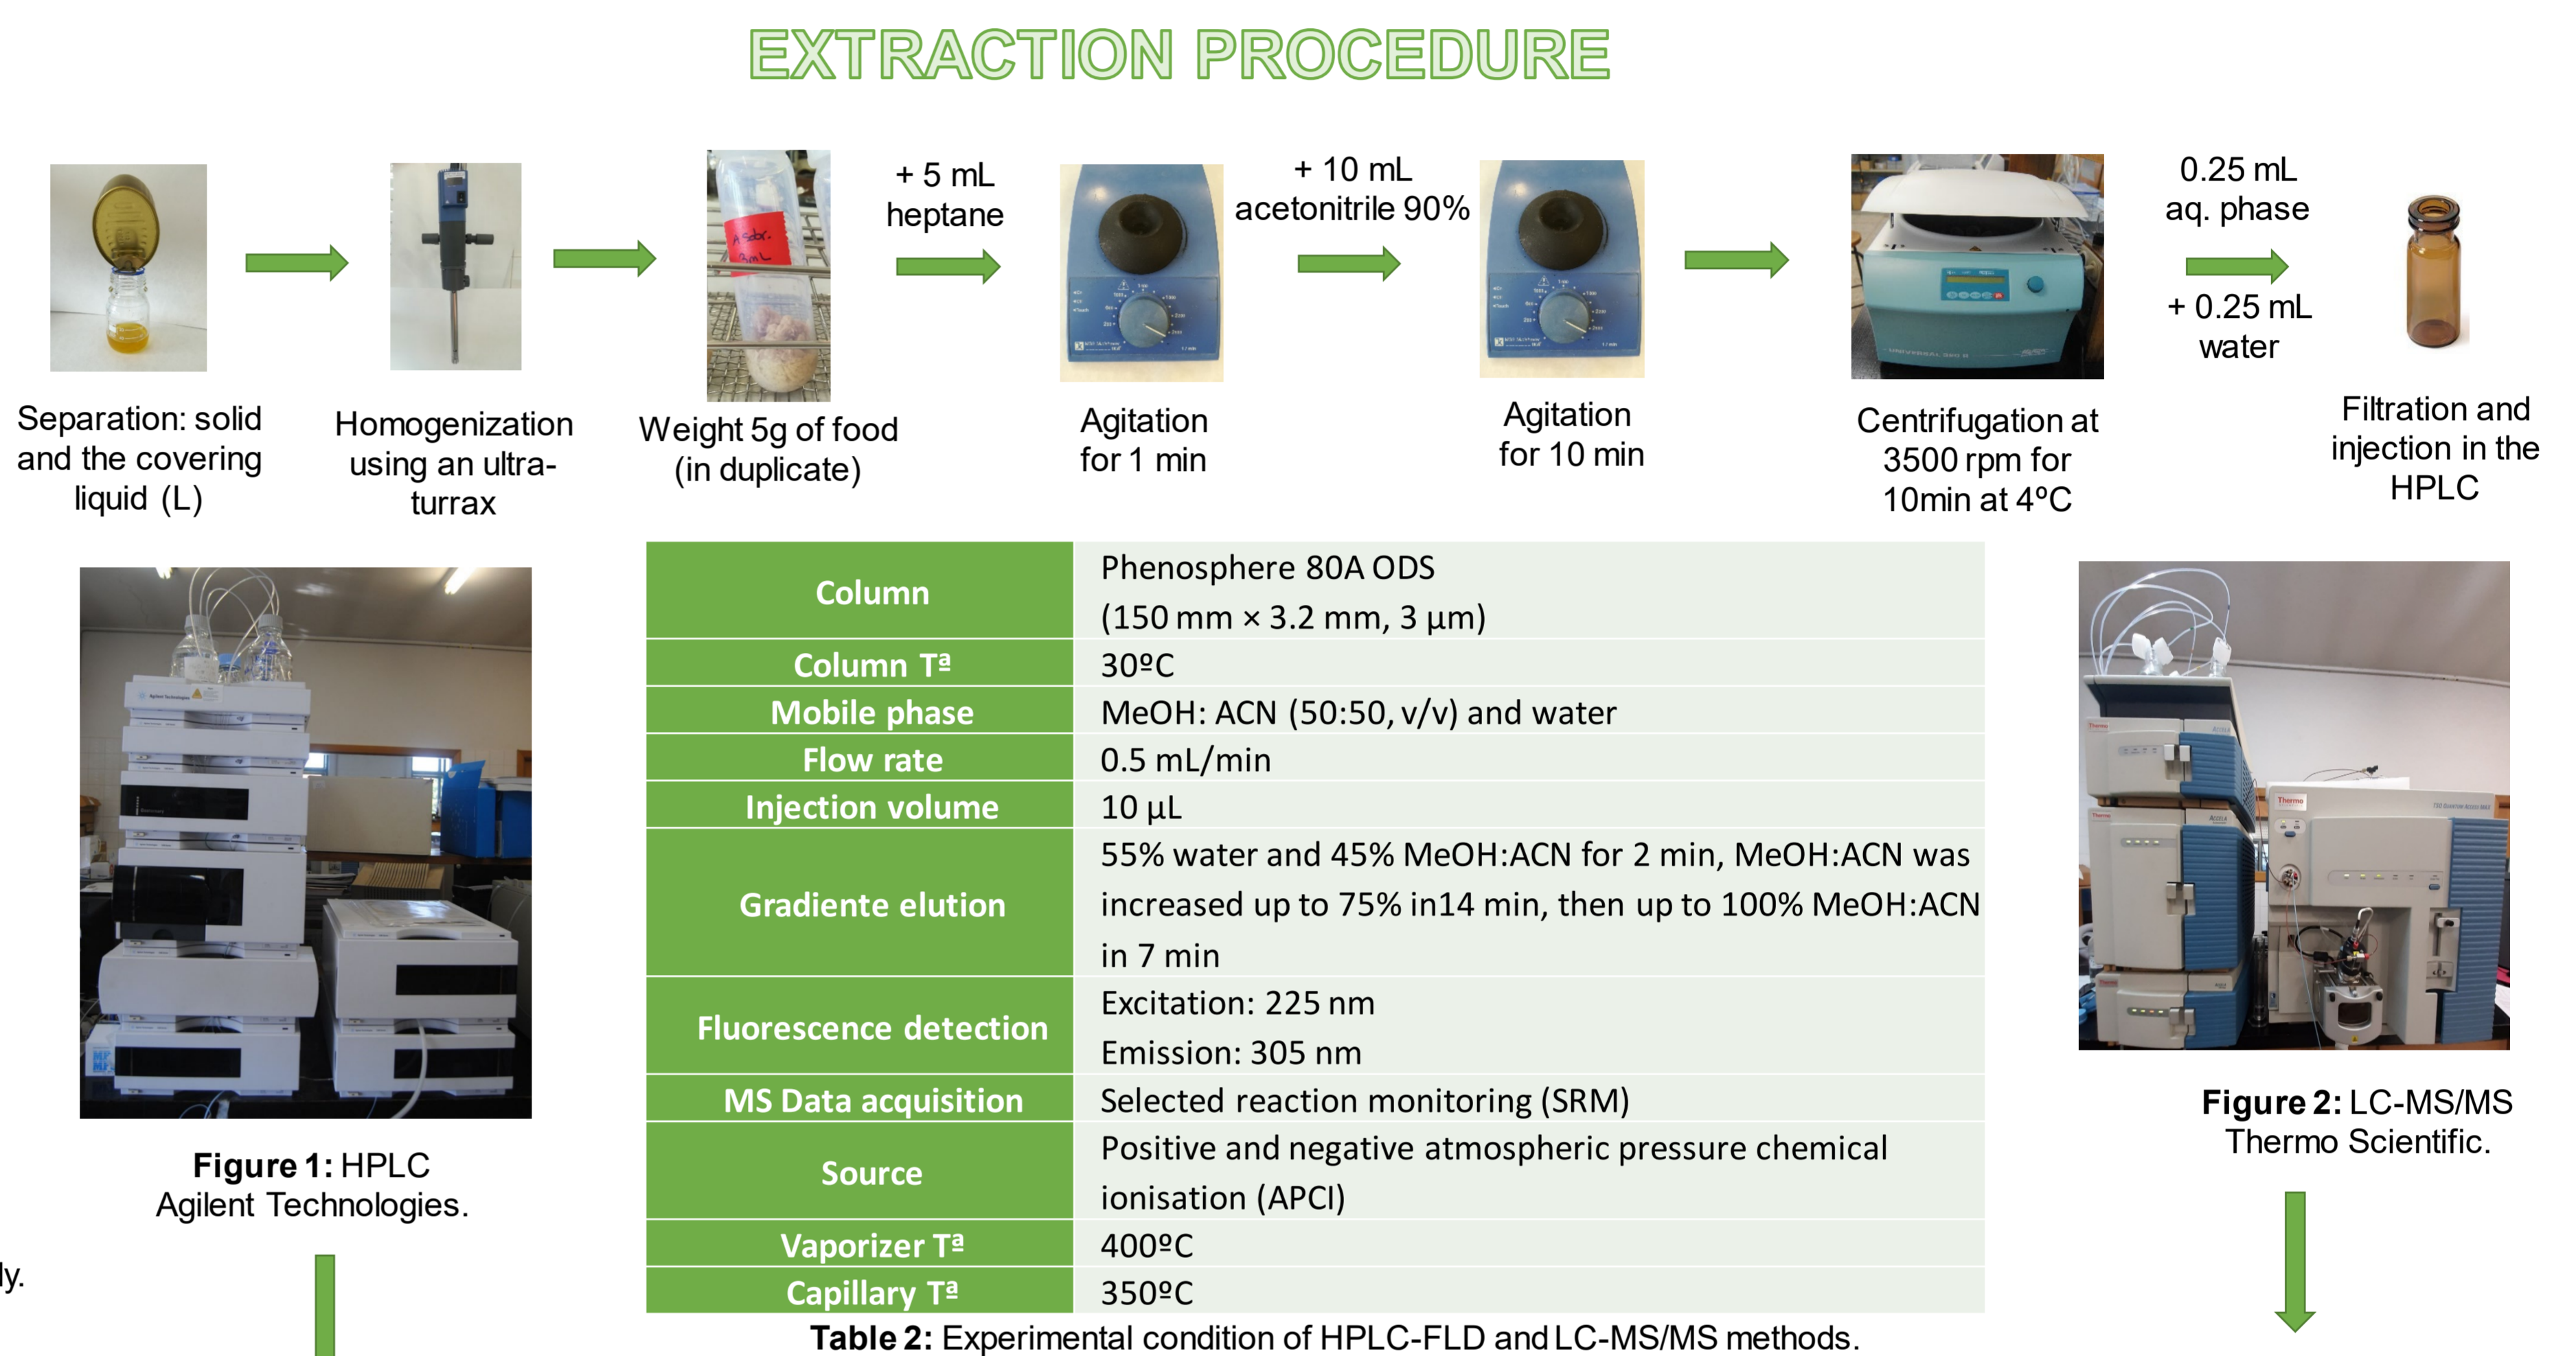 EXTRACTION PROCEDURE
+ 5 mL
heptane
+ 10 mL
acetonitrile 90%
0.25 mL
aq. phase
+ 0.25 mL
water
Separation: solid
and the covering
liquid (L)
Homogenization
using an ultra-
turrax
Weight 5g of food
(in duplicate)
Agitation
for 1 min
Agitation
for 10 min
Centrifugation at
3500 rpm for
10min at 4ºC
Filtration and
injection in the
HPLC
Column
Phenosphere 80A ODS
(150 mm × 3.2 mm, 3 µm)
Column Tª
30ºC
Mobile phase
MeOH: ACN (50:50, v/v) and water
Flow rate
0.5 mL/min
Injection volume
10 µL
Gradiente elution
55% water and 45% MeOH:ACN for 2 min, MeOH:ACN was
increased up to 75% in14 min, then up to 100% MeOH:ACN
in 7 min
Fluorescence detection
Excitation: 225 nm
Emission: 305 nm
MS Data acquisition
Selected reaction monitoring (SRM)
Source
Positive and negative atmospheric pressure chemical
ionisation (APCI)
Vaporizer Tª
400ºC
Capillary Tª
350ºC
Table 2: Experimental condition of HPLC-FLD and LC-MS/MS methods.
Agilent Technologies
Figure 1: HPLC
Agilent Technologies.
Thermo
Thermo
Thermo
Thermo
Figure 2: LC-MS/MS
Thermo Scientific.
ly.